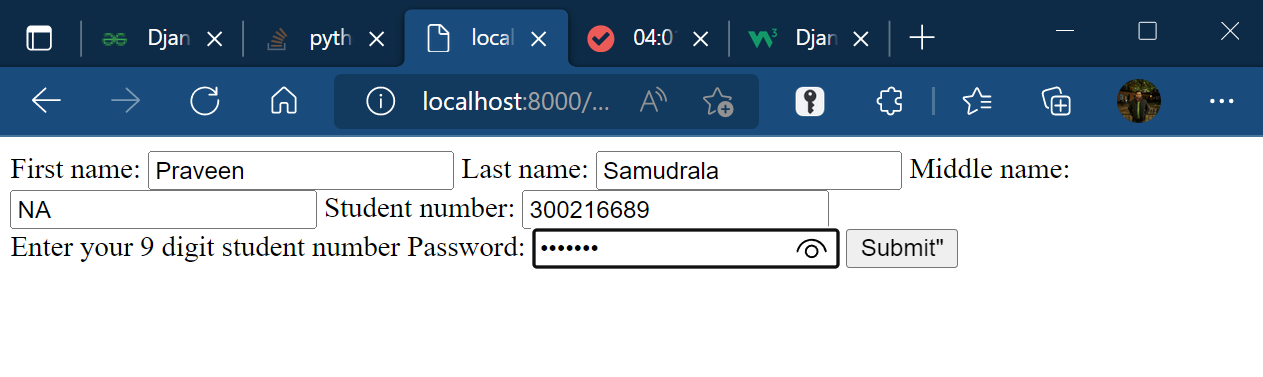 Djan pyth local 04:0 Djan
localhost:8000/...
First name: Praveen Last name: Samudrala Middle name:
NA Student number: 300216689
Enter your 9 digit student number Password: ••••••• Submit"